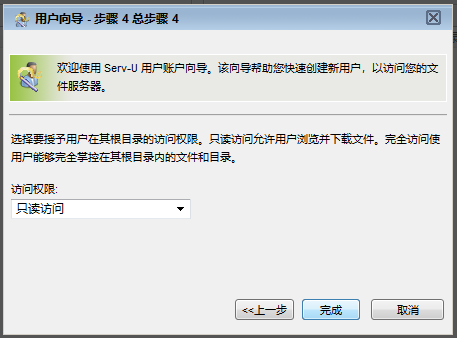 用户向导 - 步骤 4 总步骤 4
欢迎使用 Serv-U 用户账户向导。该向导帮助您快速创建新用户，以访问您的文
件服务器。
选择要授予用户在其根目录的访问权限。只读访问允许用户浏览并下载文件。完全访问使
用户能够完全掌控在其根目录内的文件和目录。
访问权限:
只读访问
<<上一步
完成
取消